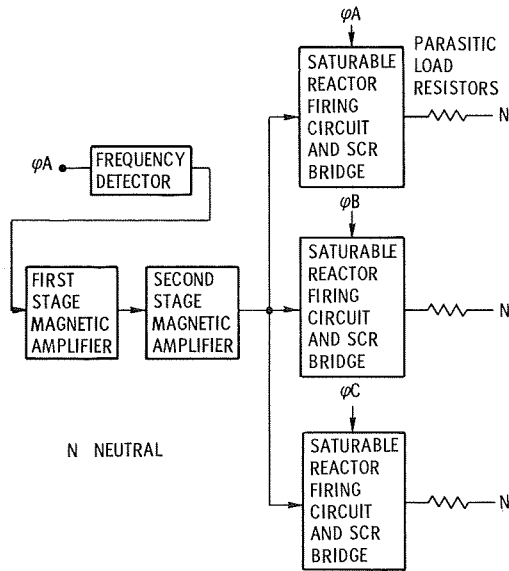 φA
SATURABLE
REACTOR
FIRING
CIRCUIT
AND SCR
BRIDGE
PARASITIC
LOAD
RESISTORS
N
φA
FREQUENCY
DETECTOR
φB
SATURABLE
REACTOR
FIRING
CIRCUIT
AND SCR
BRIDGE
N
FIRST
STAGE
MAGNETIC
AMPLIFIER
SECOND
STAGE
MAGNETIC
AMPLIFIER
φC
SATURABLE
REACTOR
FIRING
CIRCUIT
AND SCR
BRIDGE
N
N NEUTRAL